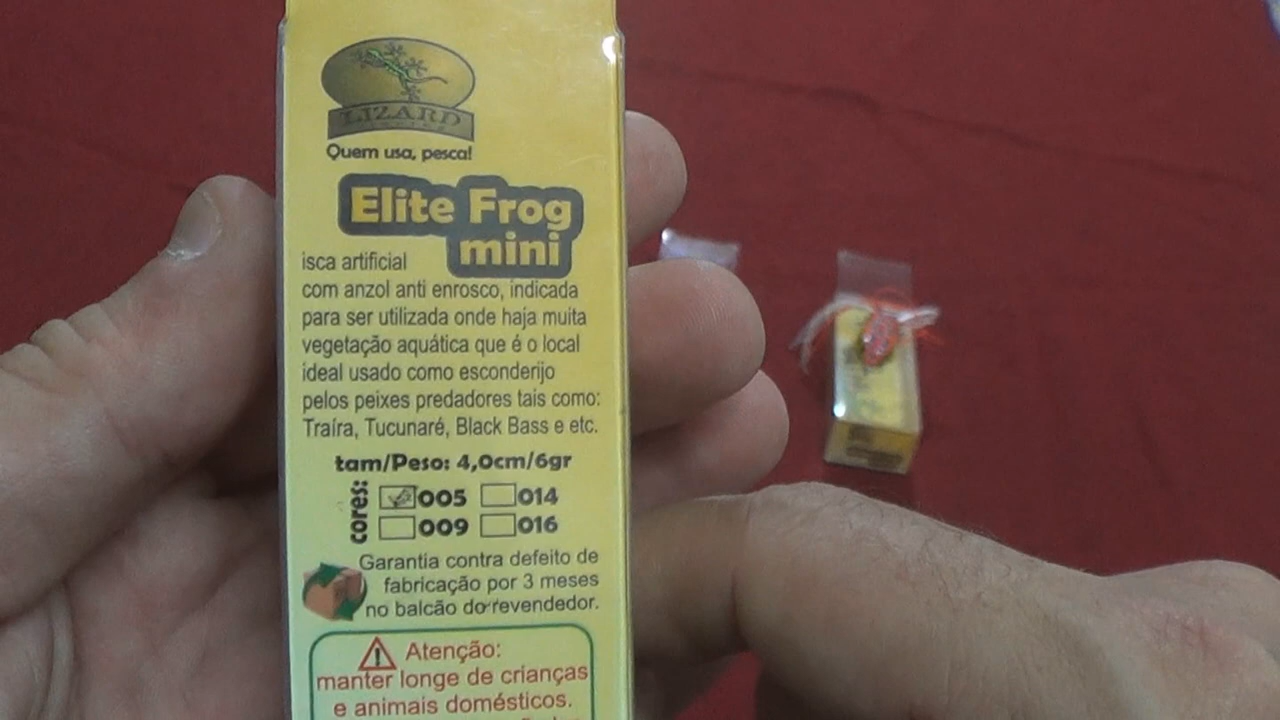 LIZARD
Quem usa, pesca!
Elite Frog
mini
isca artificial
com anzol anti enrosco, indicada
para ser utilizada onde haja muita
vegetação aquática que é o local
ideal usado como esconderijo
pelos peixes predadores tais como:
Traíra, Tucunaré, Black Bass e etc.
tam/Peso: 4,0cm/6gr
cores:
005 014
009 016
Garantia contra defeito de
fabricação por 3 meses
no balcão do revendedor.
Atenção:
manter longe de crianças
e animais domésticos.